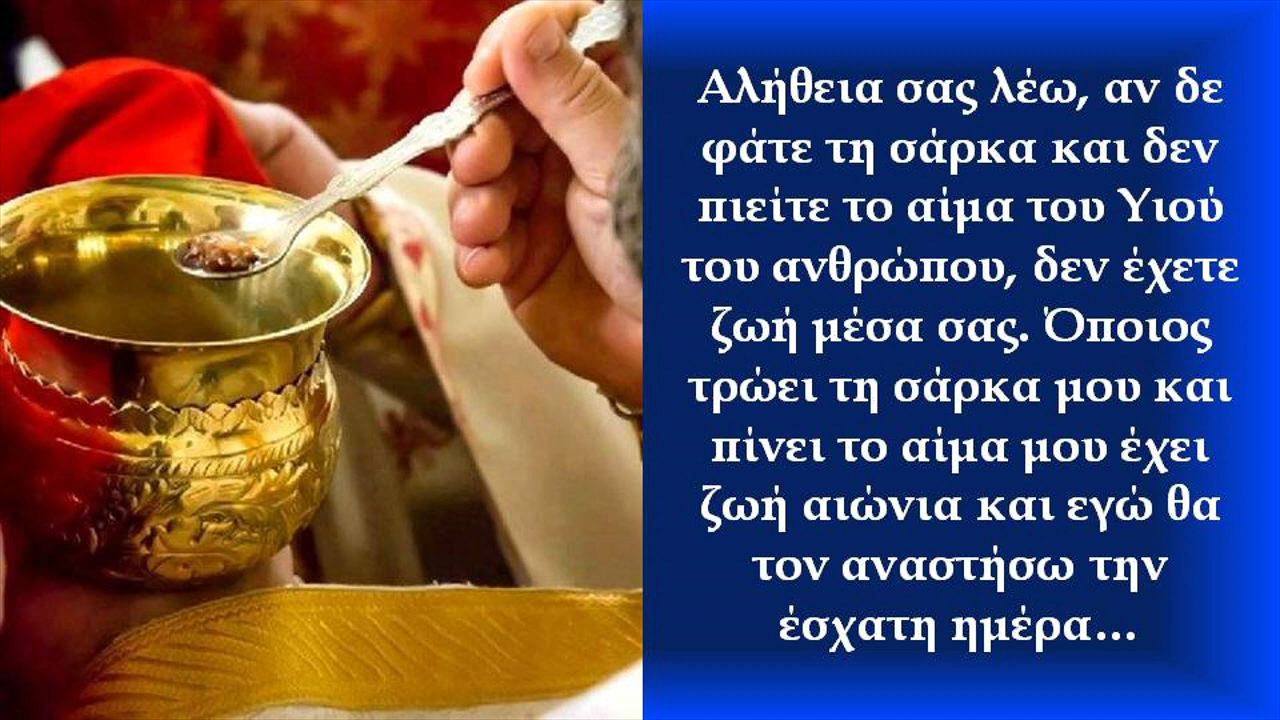 Αλήθεια σας λέω, αν δε
φάτε τη σάρκα και δεν
πιείτε το αίμα του Υιού
του ανθρώπου, δεν έχετε
ζωή μέσα σας. Όποιος
τρώει τη σάρκα μου και
πίνει το αίμα μου έχει
ζωή αιώνια και εγώ θα
τον αναστήσω την
έσχατη ημέρα...